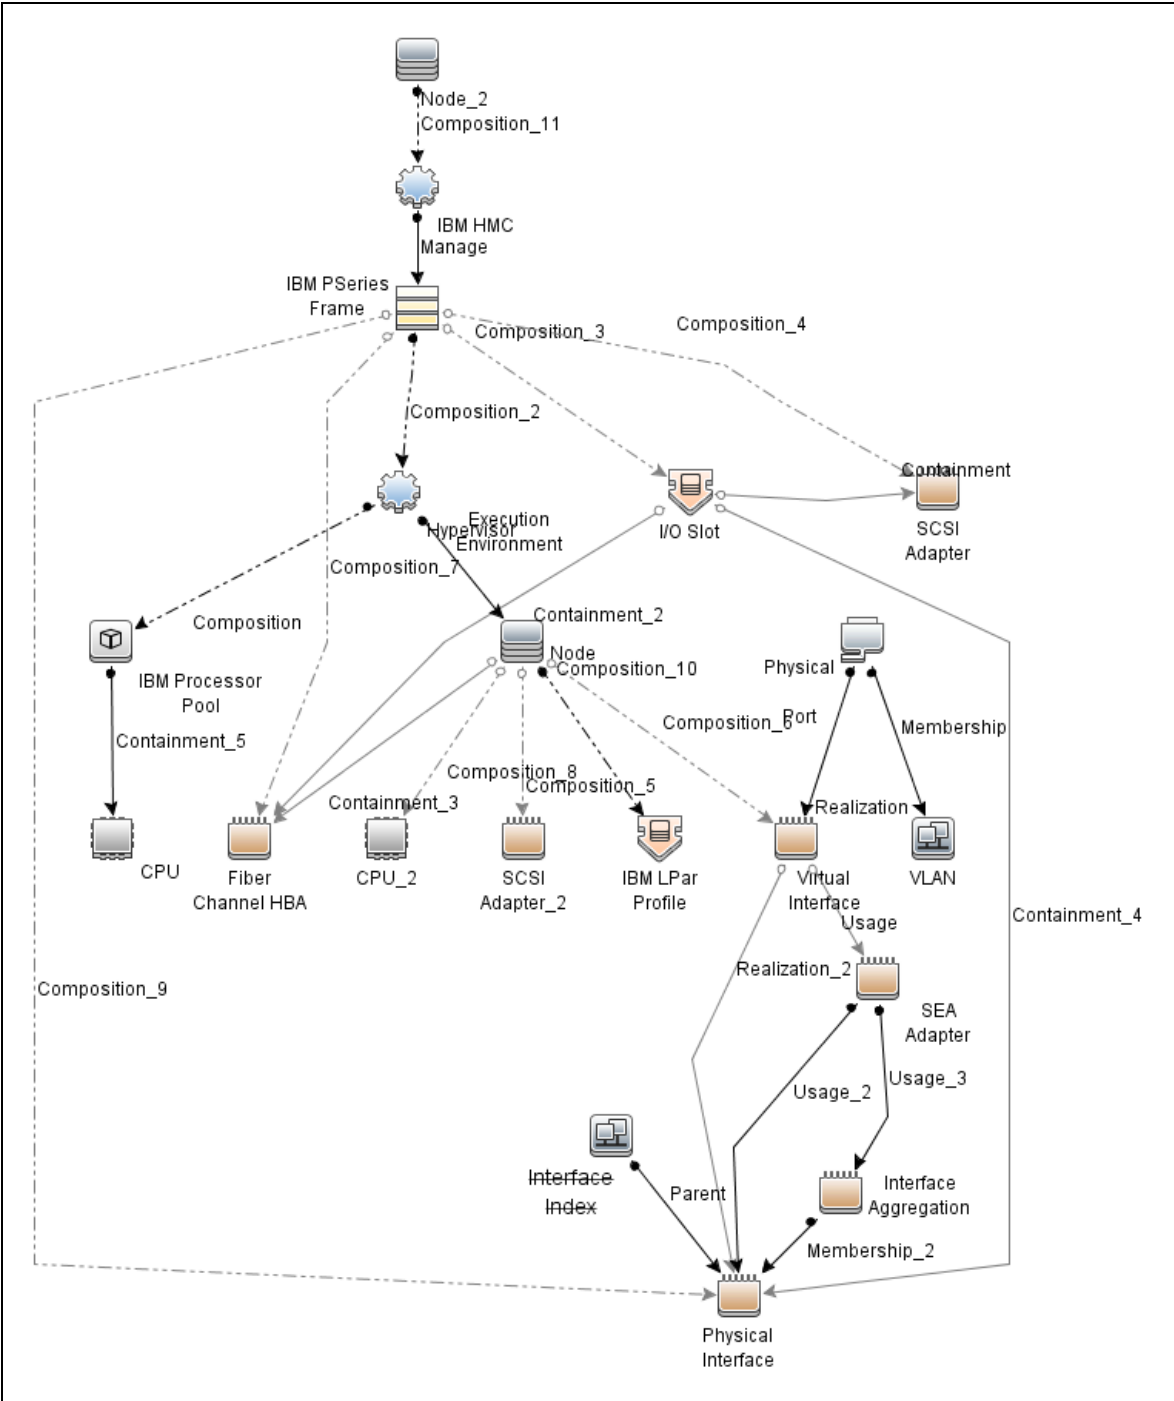 Node_2
Composition_11
IBM HMC
Manage
IBM PSeries
Frame
Composition_3
Composition_4
Composition_2
Containment
SCSI
Adapter
I/O Slot
Hypervisor
Execution
Environment
Composition_7
Composition
Containment_2
Node
Composition_10
Physical
Port
IBM Processor
Pool
Composition_6
Membership
Containment_5
Composition_8
Composition_5
Containment_3
Realization
CPU
Fiber
Channel HBA
CPU_2
SCSI
Adapter_2
IBM LPar
Profile
Virtual
Interface
VLAN
Usage
Containment_4
Realization_2
Composition_9
SEA
Adapter
Usage_3
Usage_2
Interface
Index
Parent
Interface
Aggregation
Membership_2
Physical
Interface